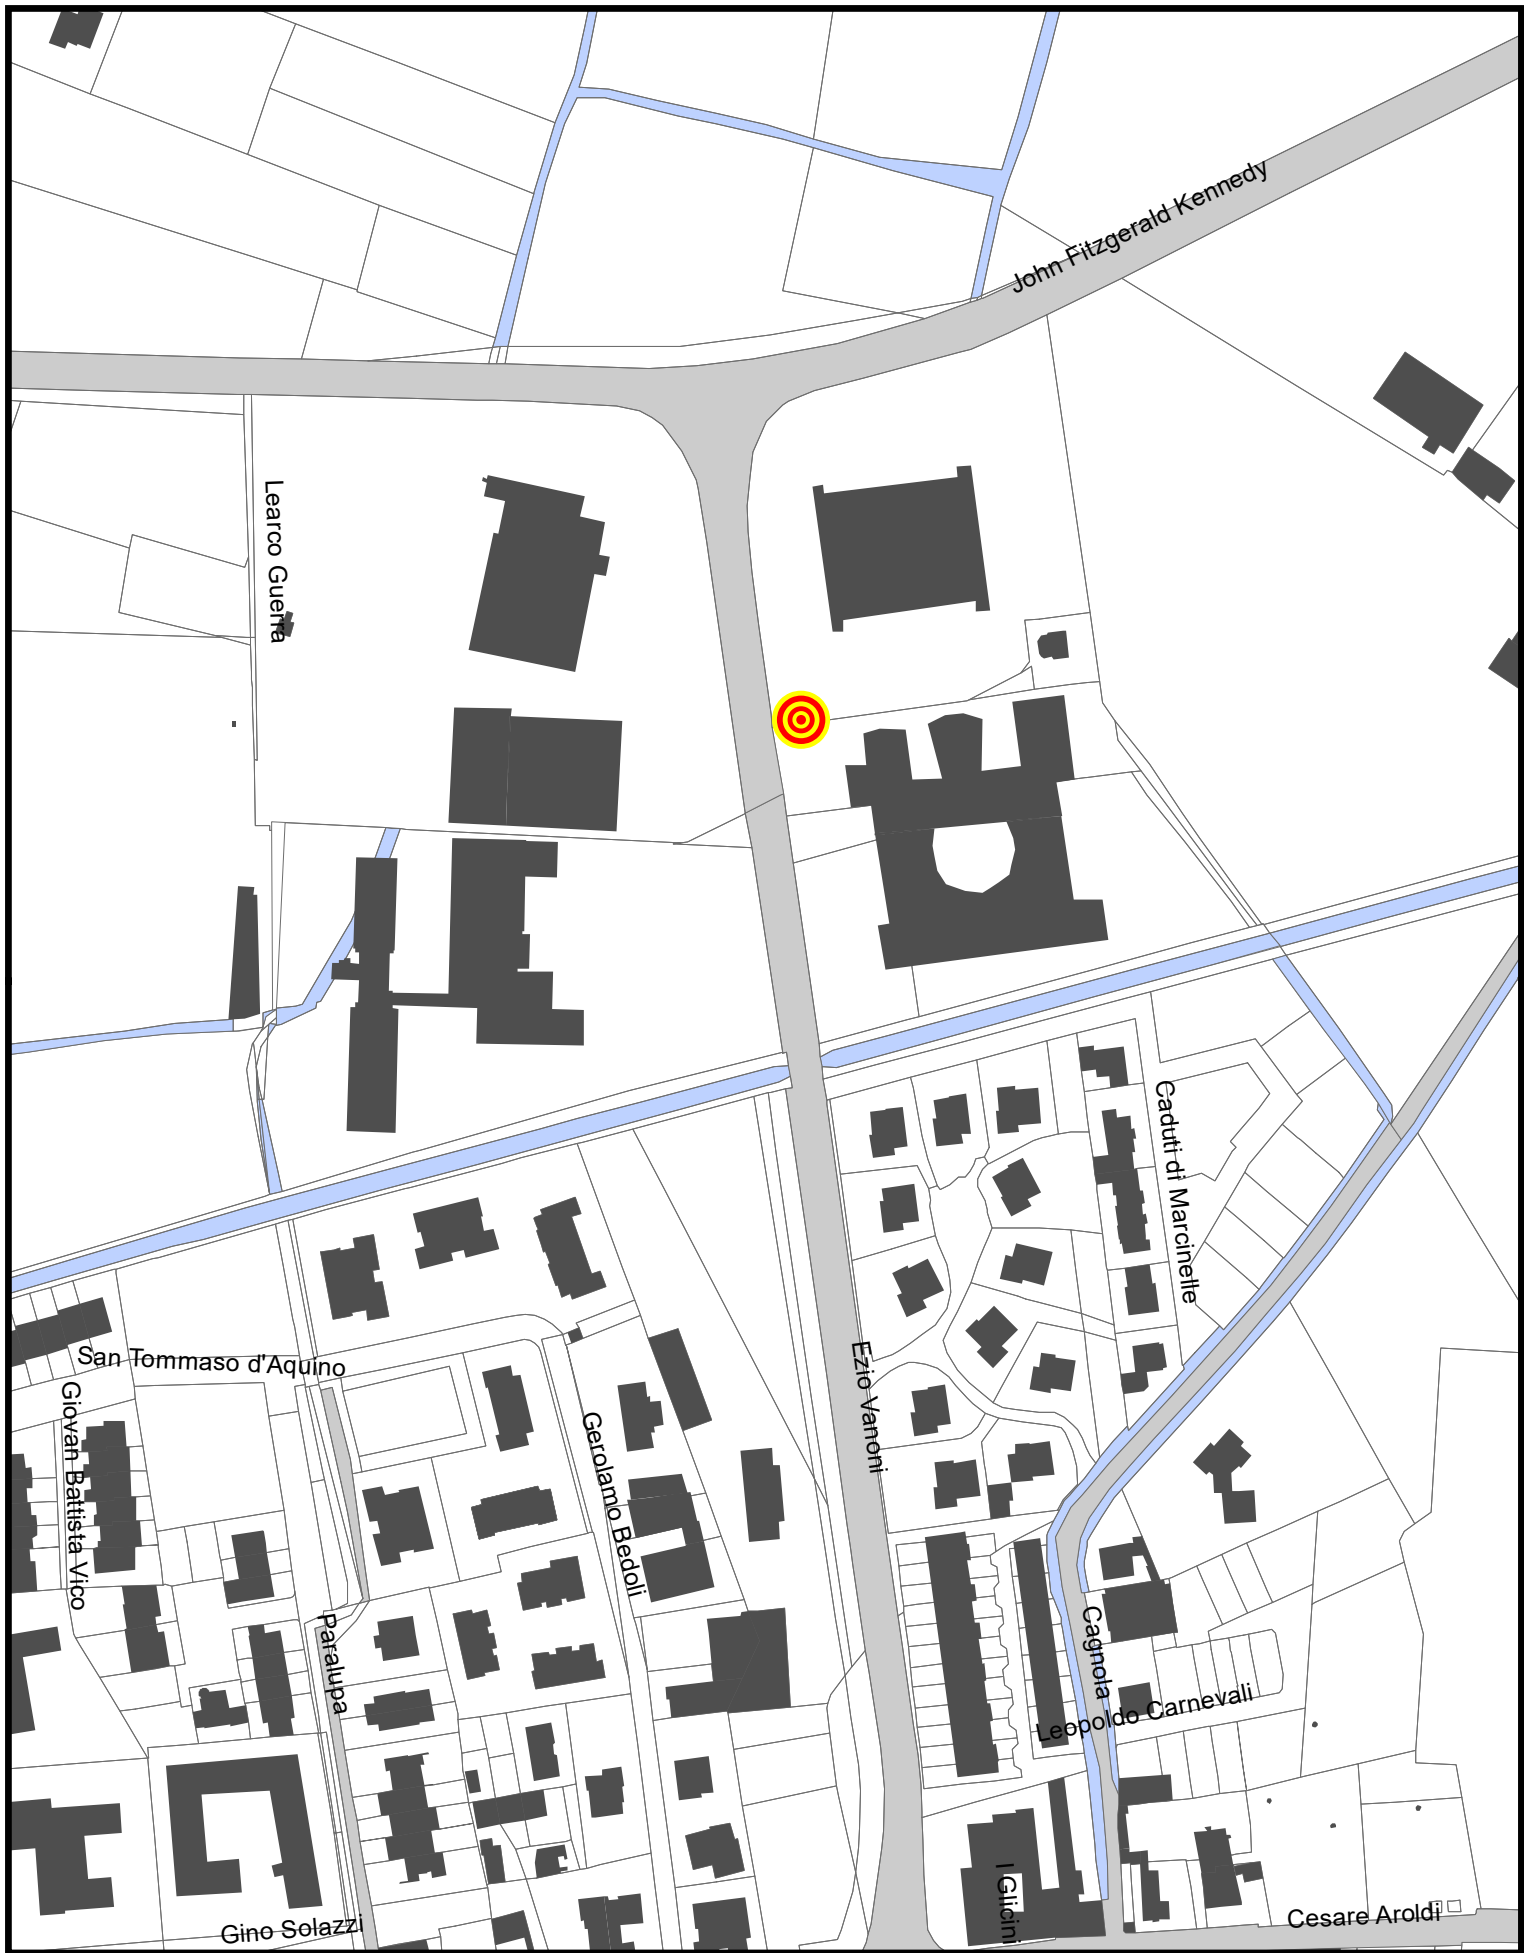 John Fitzgerald Kennedy
Learco Guerra
Caduti di Marcinelle
San Tommaso d'Aquino
Ezio Vanoni
Giovan Battista Vico
Gerolamo Bedoli
Paralupa
Cagnola
Leopoldo Carnevali
I Glicini
Cesare Aroldi
Gino Solazzi